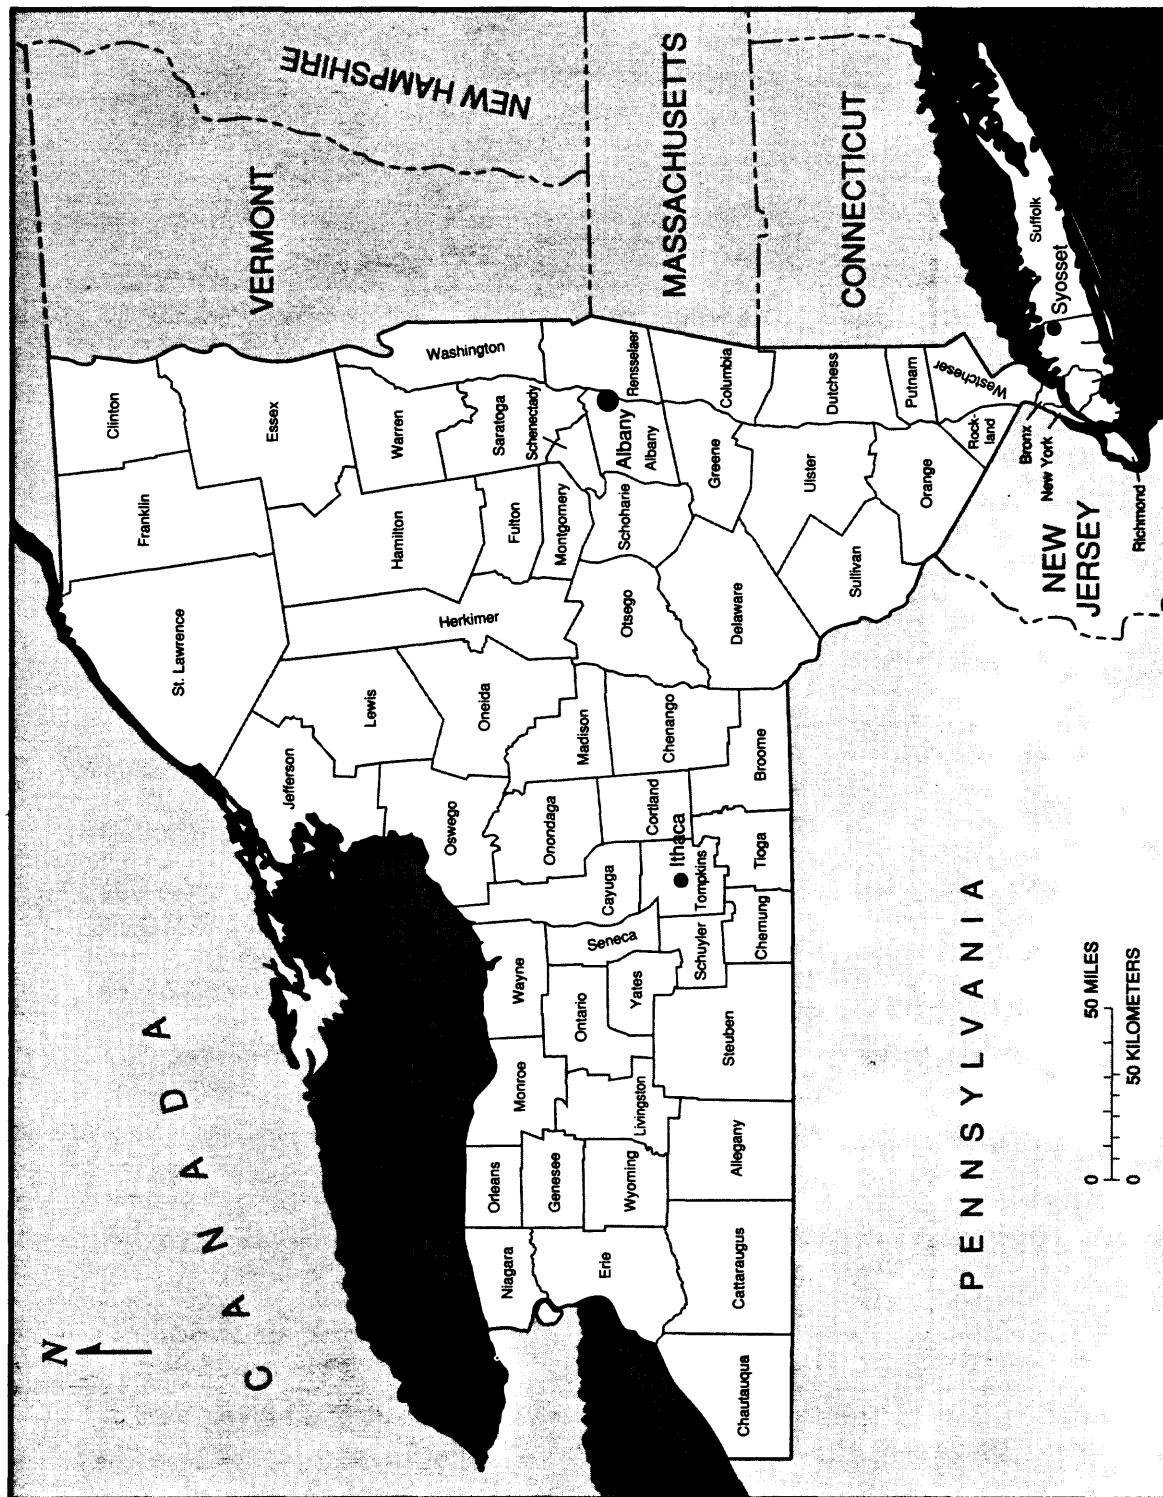 N
C A N A D A
VERMONT
NEW HAMPSHIRE
MASSACHUSETTS
CONNECTICUT
NEW
JERSEY
PENNSYLVANIA
Clinton
Franklin
St. Lawrence
Essex
Jefferson
Lewis
Hamilton
Herkimer
Warren
Washington
Oswego
Oneida
Fulton
Saratoga
Schenectady
Montgomery
Niagara
Orleans
Monroe
Wayne
Genesee
Ontario
Seneca
Cayuga
Onondaga
Madison
Otsego
Schoharie
Albany
Albany
Rensselaer
Erie
Wyoming
Livingston
Yates
Schuyler
Tompkins
Ithaca
Cortland
Chenango
Delaware
Greene
Columbia
Chautauqua
Cattaraugus
Allegany
Steuben
Chemung
Tioga
Broome
Ulster
Dutchess
Sullivan
Orange
Putnam
Rock-
land
Westcheser
Bronx
New York
Richmond
Suffolk
Syosset
0 50 MILES
0 50 KILOMETERS